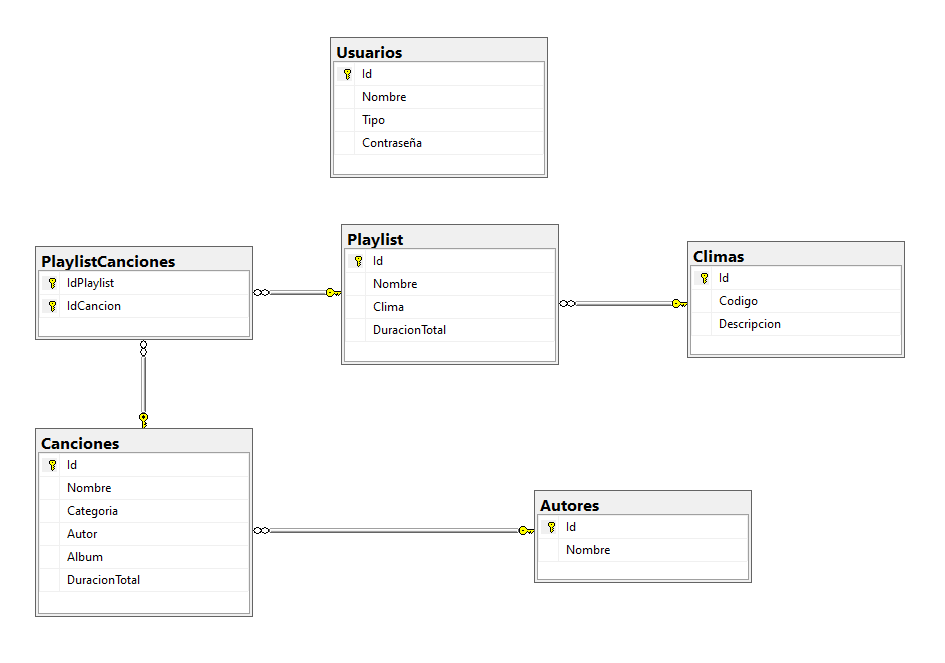 Usuarios
Id
Nombre
Tipo
Contraseña
PlaylistCanciones
IdPlaylist
IdCancion
Playlist
Id
Nombre
Clima
DuracionTotal
Climas
Id
Codigo
Descripcion
Canciones
Id
Nombre
Categoria
Autor
Album
DuracionTotal
Autores
Id
Nombre